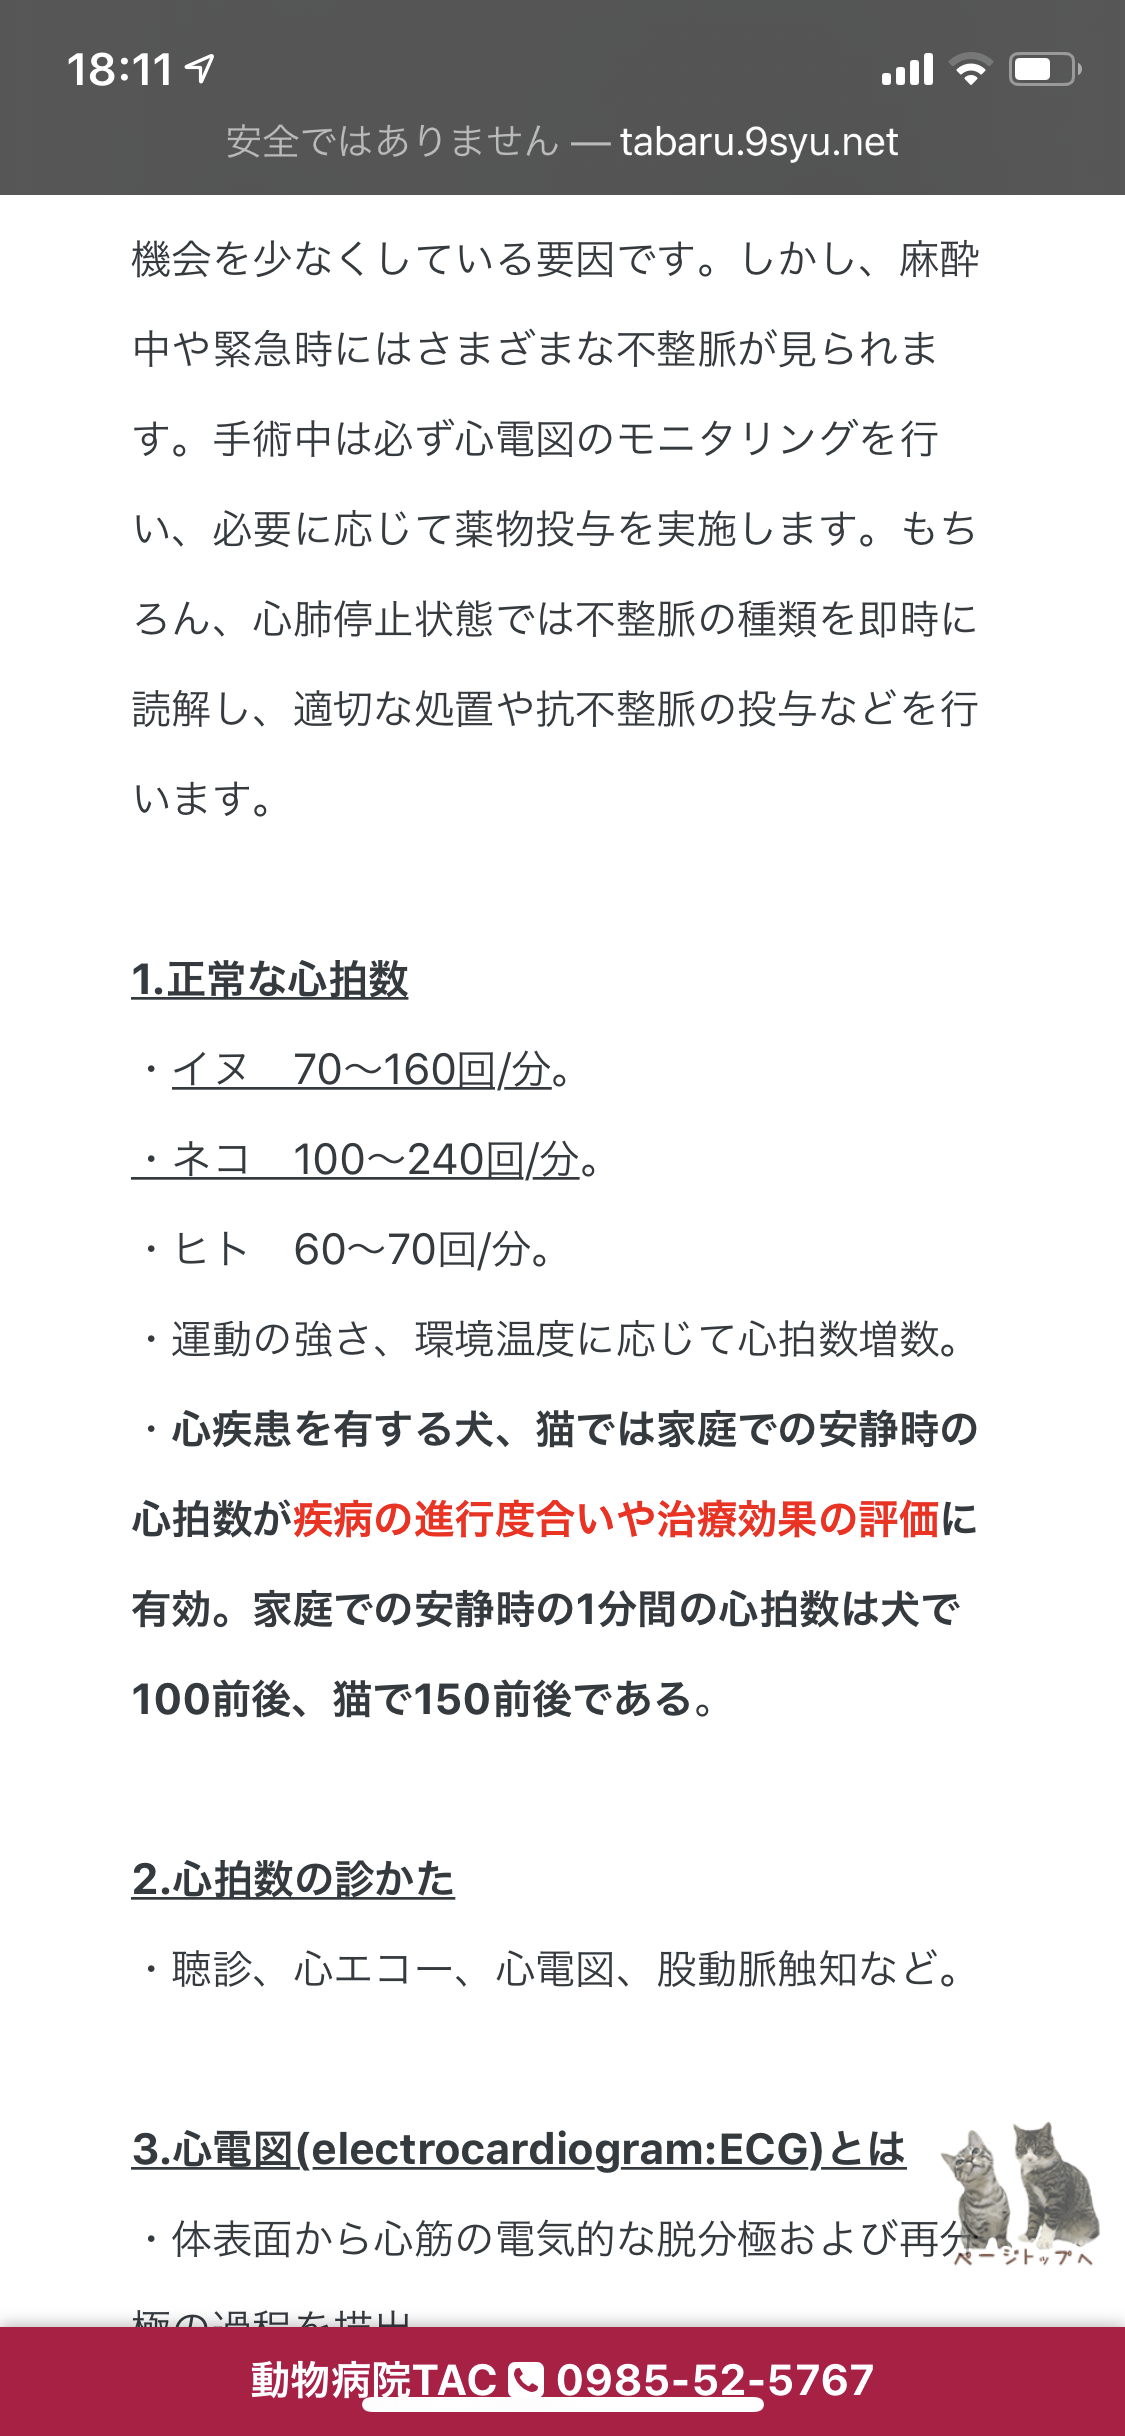 18:11
安全ではありません — tabaru.9syu.net
機会を少なくしている要因です。しかし、麻酔
中や緊急時にはさまざまな不整脈が見られま
す。手術中は必ず心電図のモニタリングを行
い、必要に応じて薬物投与を実施します。もち
ろん、心肺停止状態では不整脈の種類を即時に
読解し、適切な処置や抗不整脈の投与などを行
います。
1.正常な心拍数
・イヌ　70〜160回/分。
・ネコ　100〜240回/分。
・ヒト　60〜70回/分。
・運動の強さ、環境温度に応じて心拍数増数。
・心疾患を有する犬、猫では家庭での安静時の
心拍数が疾病の進行度合いや治療効果の評価に
有効。家庭での安静時の1分間の心拍数は犬で
100前後、猫で150前後である。
2.心拍数の診かた
・聴診、心エコー、心電図、股動脈触知など。
3.心電図(electrocardiogram:ECG)とは
・体表面から心筋の電気的な脱分極および再分
ページトップへ
極の過程を描出
動物病院TAC 0985-52-5767